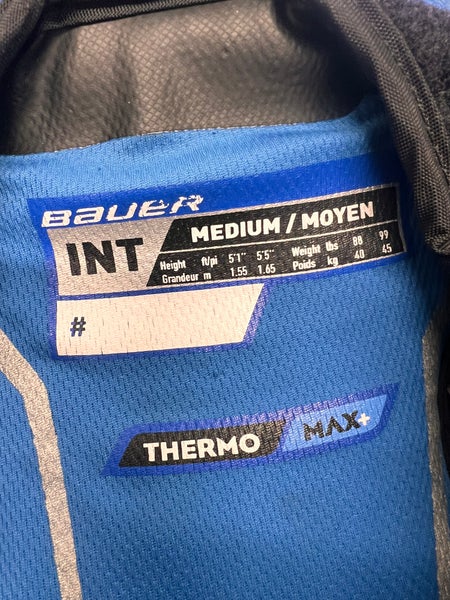 BAUER
INT MEDIUM / MOYEN
Height ft/pi 5'1" 5'5" Weight lbs 88 99
Grandeur m 1.55 1.65 Poids kg 40 45
#
THERMO MAX+